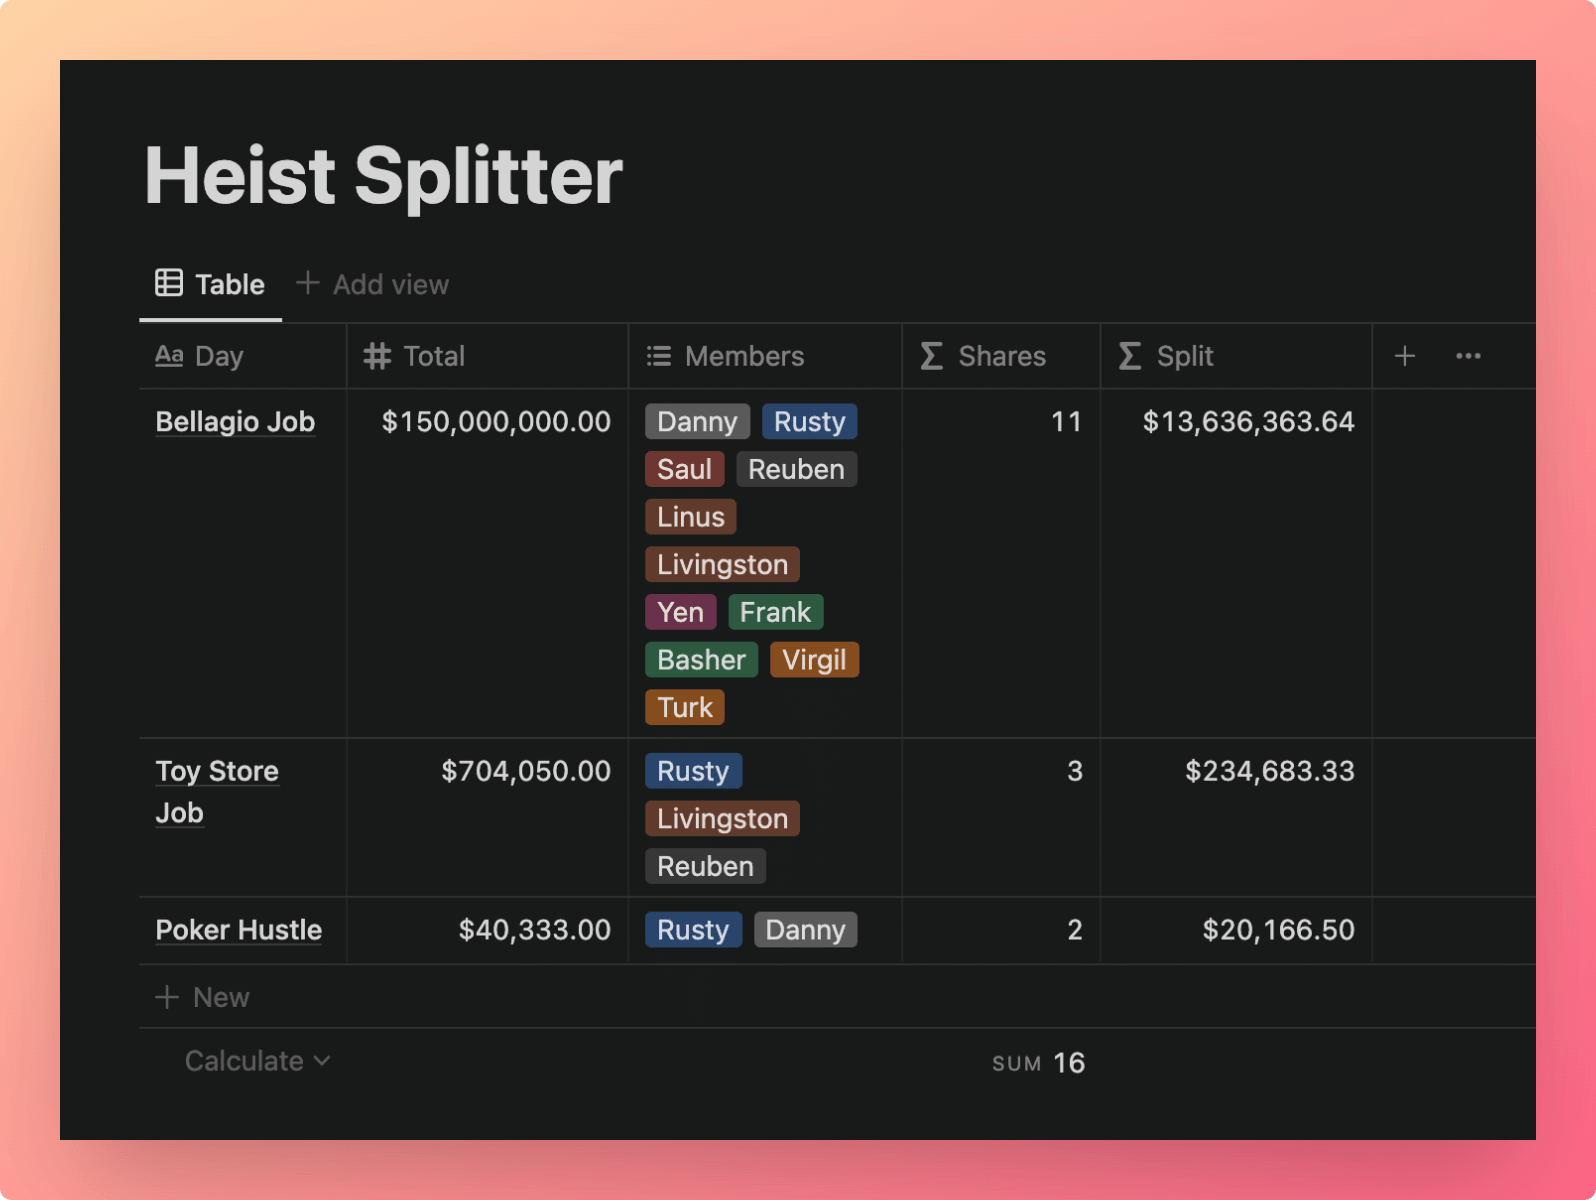 Heist Splitter
Table + Add view
Aa Day # Total Members Σ Shares Σ Split + •••
Bellagio Job $150,000,000.00 Danny Rusty 11 $13,636,363.64
Saul Reuben
Linus
Livingston
Yen Frank
Basher Virgil
Turk
Toy Store $704,050.00 Rusty 3 $234,683.33
Job Livingston
Reuben
Poker Hustle $40,333.00 Rusty Danny 2 $20,166.50
+ New
Calculate SUM 16